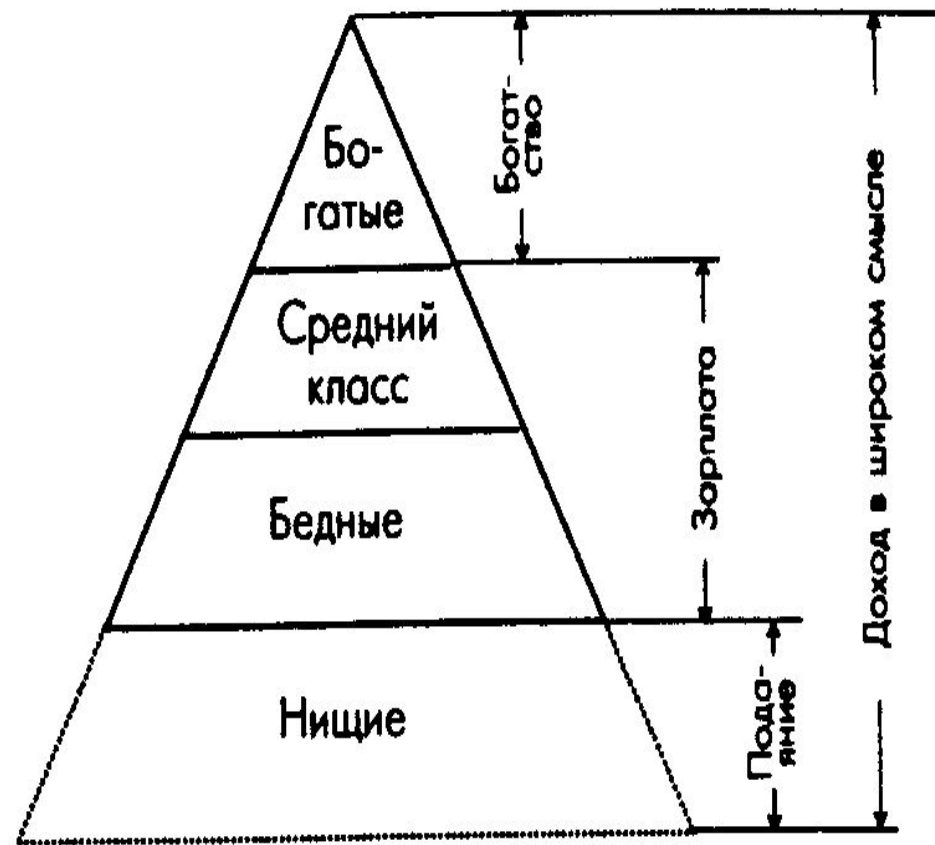 Бо-
гатые
Средний
класс
Бедные
Нищие
Богат-
ство
Зарплата
Пода-
яние
Доход в широком смысле